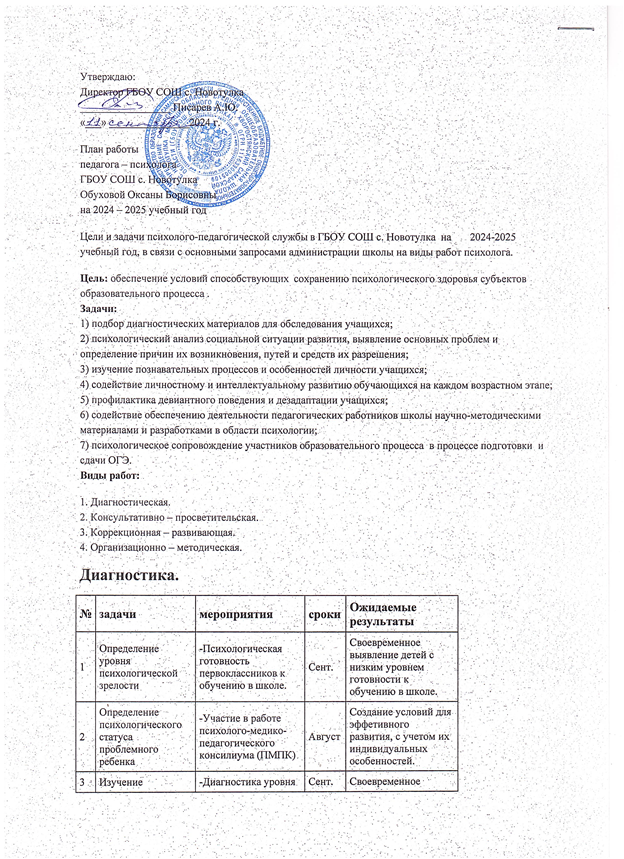 Утверждаю:
Директор ГБОУ СОШ с. Новотулка
Писарев А.Ю.
«11» сентября 2024 г.
План работы
педагога – психолога
ГБОУ СОШ с. Новотулка
Обуховой Оксаны Борисовны
на 2024 – 2025 учебный год
Цели и задачи психолого-педагогической службы в ГБОУ СОШ с. Новотулка на 2024-2025
учебный год, в связи с основными запросами администрации школы на виды работ психолога.
Цель: обеспечение условий способствующих сохранению психологического здоровья субъектов
образовательного процесса .
Задачи:
1) подбор диагностических материалов для обследования учащихся;
2) психологический анализ социальной ситуации развития, выявление основных проблем и
определение причин их возникновения, путей и средств их разрешения;
3) изучение познавательных процессов и особенностей личности учащихся;
4) содействие личностному и интеллектуальному развитию обучающихся на каждом возрастном этапе;
5) профилактика девиантного поведения и дезадаптации учащихся;
6) содействие обеспечению деятельности педагогических работников школы научно-методическими
материалами и разработками в области психологии;
7) психологическое сопровождение участников образовательного процесса в процессе подготовки и
сдачи ОГЭ.
Виды работ:
1. Диагностическая.
2. Консультативно – просветительская.
3. Коррекционная – развивающая.
4. Организационно – методическая.
Диагностика.
№ задачи мероприятия сроки Ожидаемые
результаты
1
Определение
уровня
психологической
зрелости
-Психологическая
готовность
первоклассников к
обучению в школе.
Сент.
Своевременное
выявление детей с
низким уровнем
готовности к
обучению в школе.
2
Определение
психологического
статуса
проблемного
ребенка
-Участие в работе
психолого-медико-
педагогического
консилиума (ПМПК)
Август
Создание условий для
эффетивного
развития, с учетом их
индивидуальных
особенностей.
3 Изучение -Диагностика уровня Сент. Своевременное